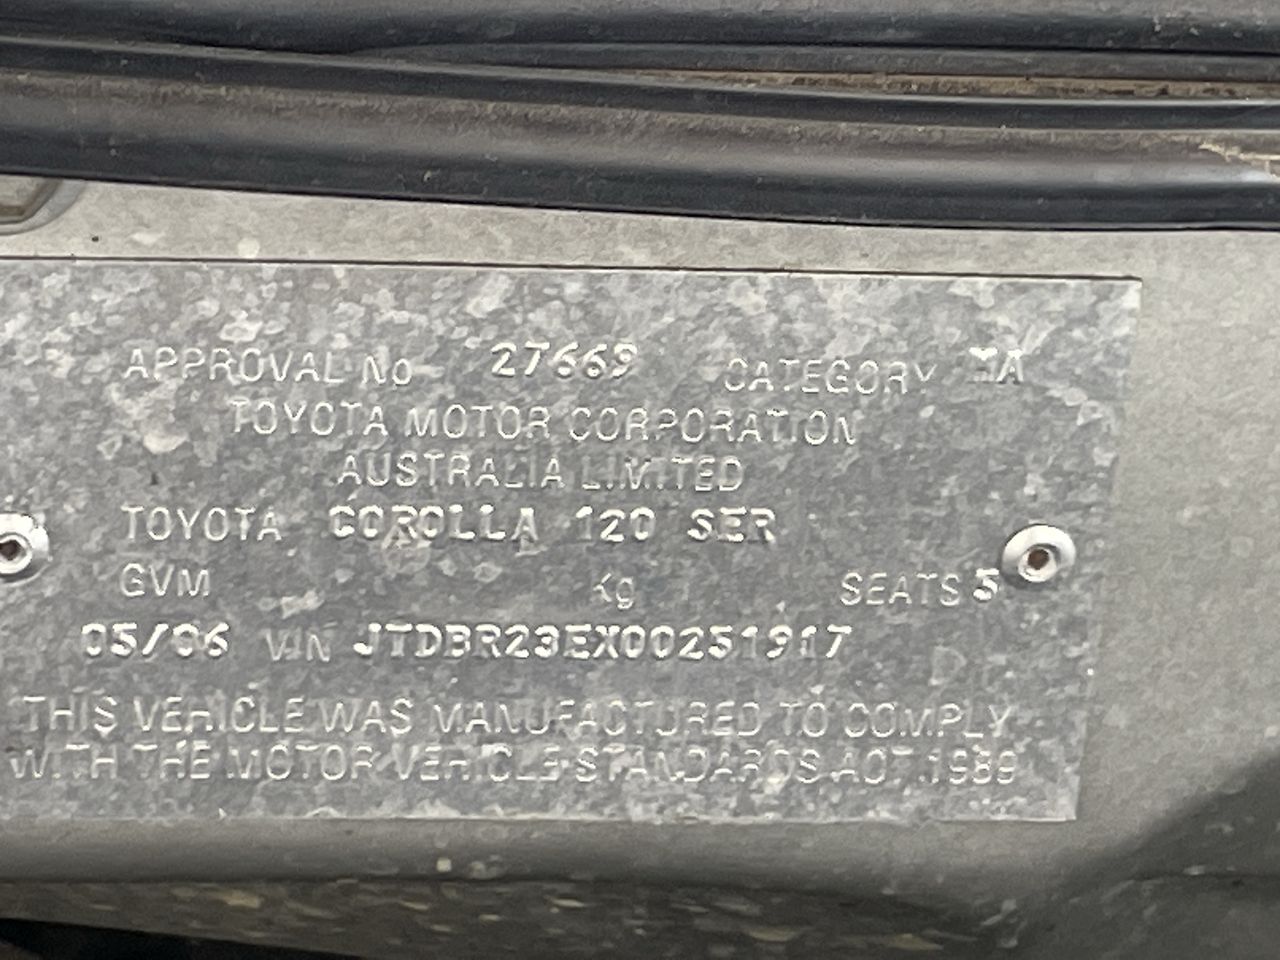 APPROVAL No 27669 CATEGORY MA
TOYOTA MOTOR CORPORATION
AUSTRALIA LIMITED
TOYOTA COROLLA 120 SER
GVM Kg SEATS 5
05/06 VIN JTDBR23EX00251917
THIS VEHICLE WAS MANUFACTURED TO COMPLY
WITH THE MOTOR VEHICLE STANDARDS ACT 1989